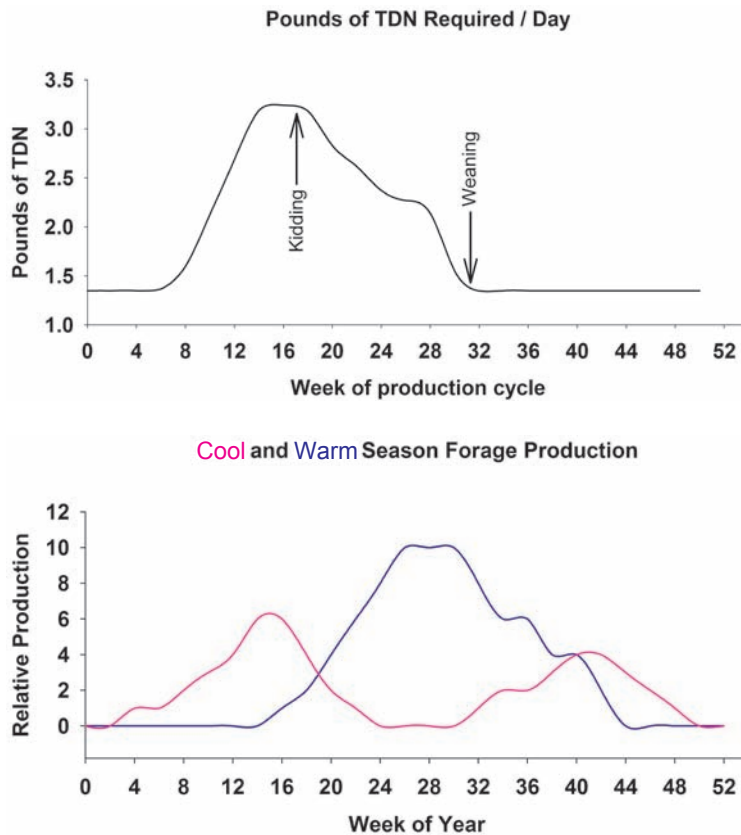 Pounds of TDN Required / Day
Pounds of TDN
3.5
3.0
2.5
2.0
1.5
1.0
Kidding
Weaning
0 4 8 12 16 20 24 28 32 36 40 44 48 52
Week of production cycle
Cool and Warm Season Forage Production
Relative Production
12
10
8
6
4
2
0
0 4 8 12 16 20 24 28 32 36 40 44 48 52
Week of Year